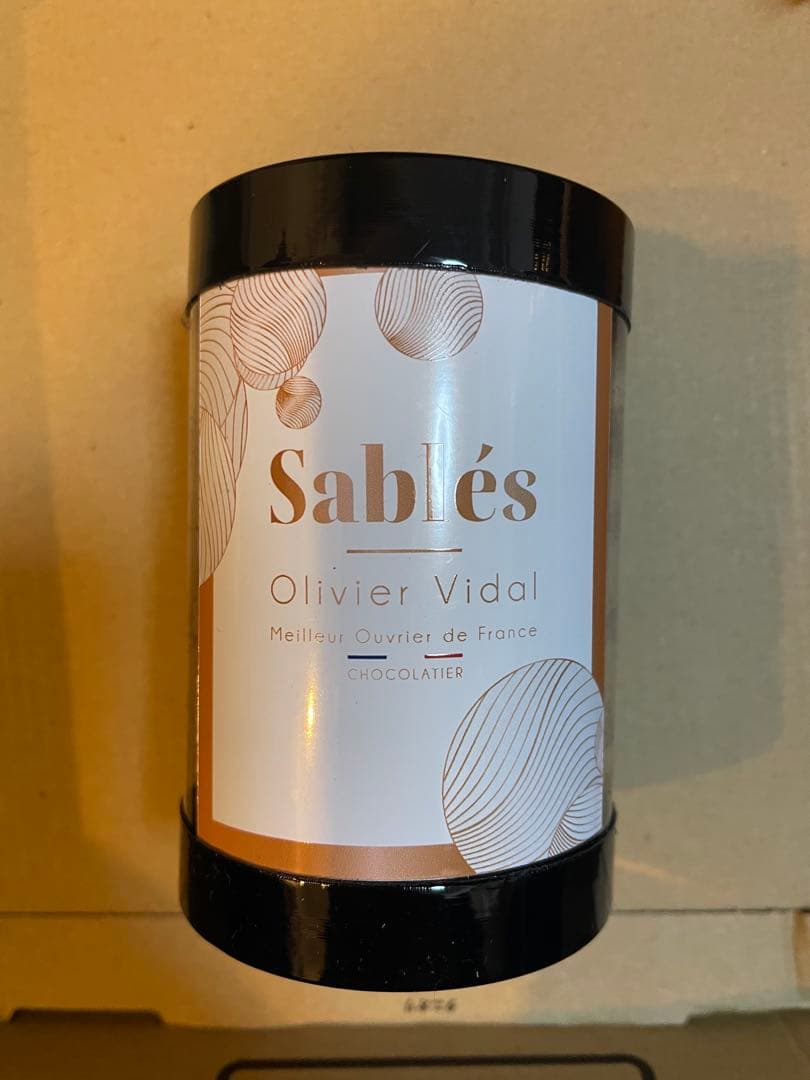 Sablés
Olivier Vidal
Meilleur Ouvrier de France
CHOCOLATIER